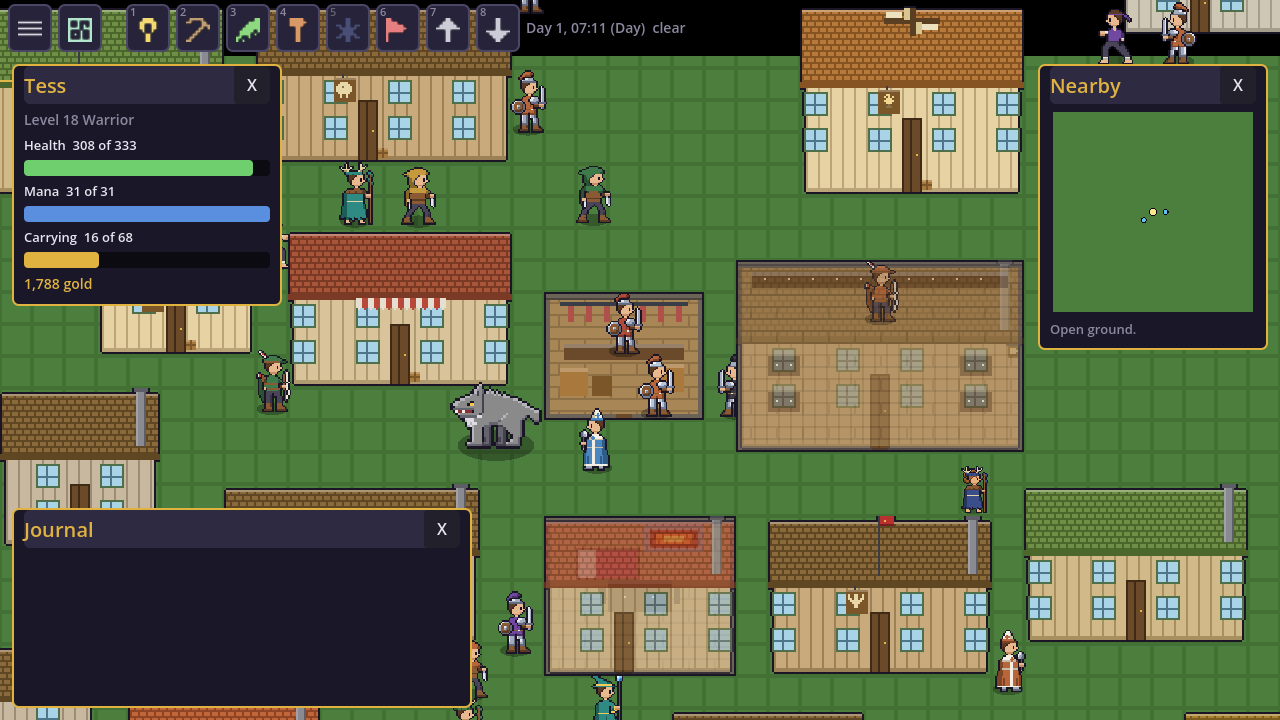 1
2
3
4
5
6
7
8
Day 1, 07:11 (Day) clear
Tess
X
Level 18 Warrior
Health 308 of 333
Mana 31 of 31
Carrying 16 of 68
1,788 gold
Nearby
X
Open ground.
Journal
X